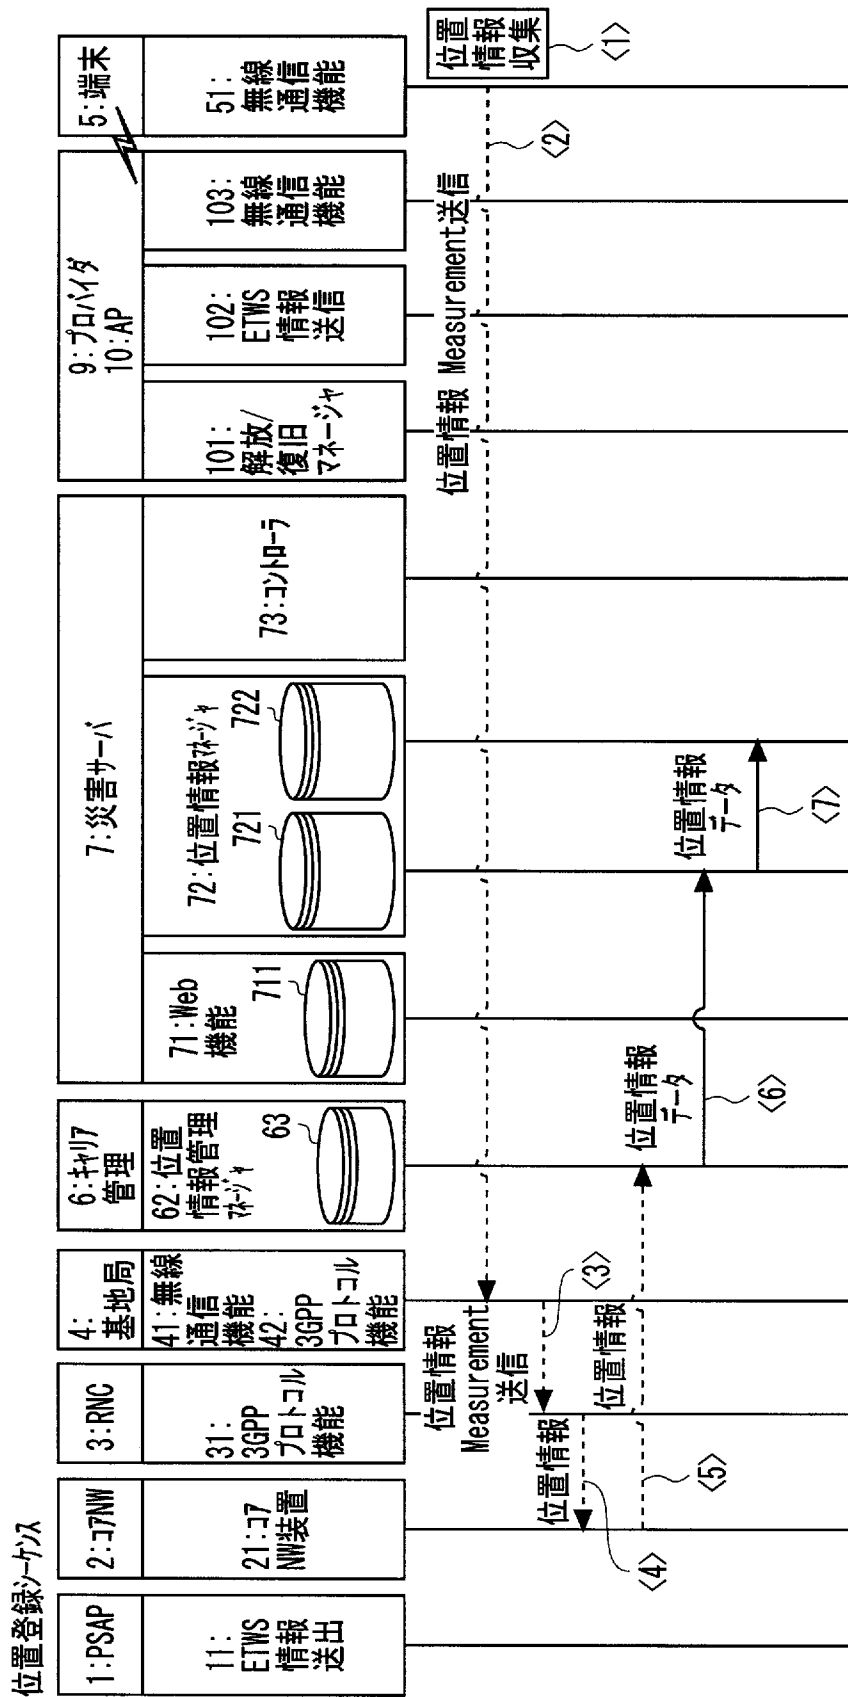 位置登録シーケンス
1:PSAP
11:
ETWS
情報
送出
2:コアNW
21:コア
NW装置
3:RNC
31:
3GPP
プロトコル
機能
4:
基地局
41:無線
通信
機能
42:
3GPP
プロトコル
機能
6:キャリア
管理
62:位置
情報管理
マネージャ
63
7:災害サーバ
71:Web
機能
711
72:位置情報マネージャ
721
722
73:コントローラ
9:プロバイダ
10:AP
101:
解放/
復旧
マネージャ
102:
ETWS
情報
送信
103:
無線
通信
機能
5:端末
51:
無線
通信
機能
位置
情報
収集
<1>
位置情報 Measurement送信
<2>
位置情報
Measurement
送信
<3>
位置情報
<4>
位置情報
<5>
位置情報
データ
<6>
位置情報
データ
<7>